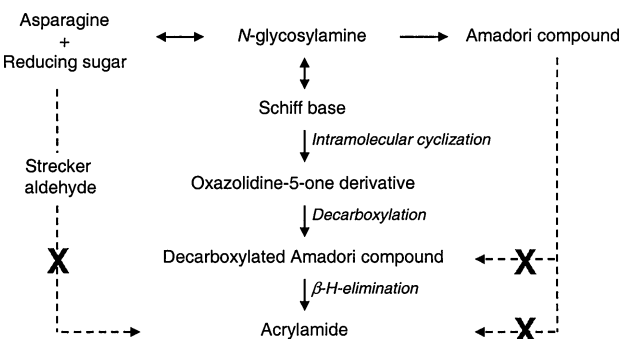 Asparagine
+
Reducing sugar
N-glycosylamine
Amadori compound
Schiff base
Intramolecular cyclization
Strecker
aldehyde
Oxazolidine-5-one derivative
Decarboxylation
X
Decarboxylated Amadori compound
X
β-H-elimination
Acrylamide
X